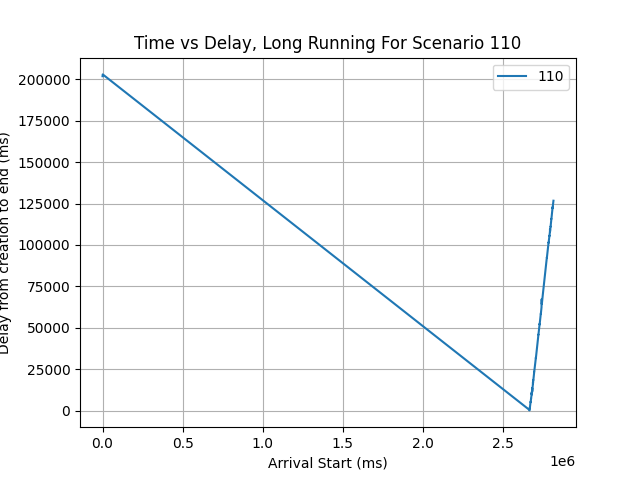 Time vs Delay, Long Running For Scenario 110
110
200000
175000
150000
125000
100000
75000
50000
25000
0
Delay from creation to end (ms)
0.0 0.5 1.0 1.5 2.0 2.5
1e6
Arrival Start (ms)